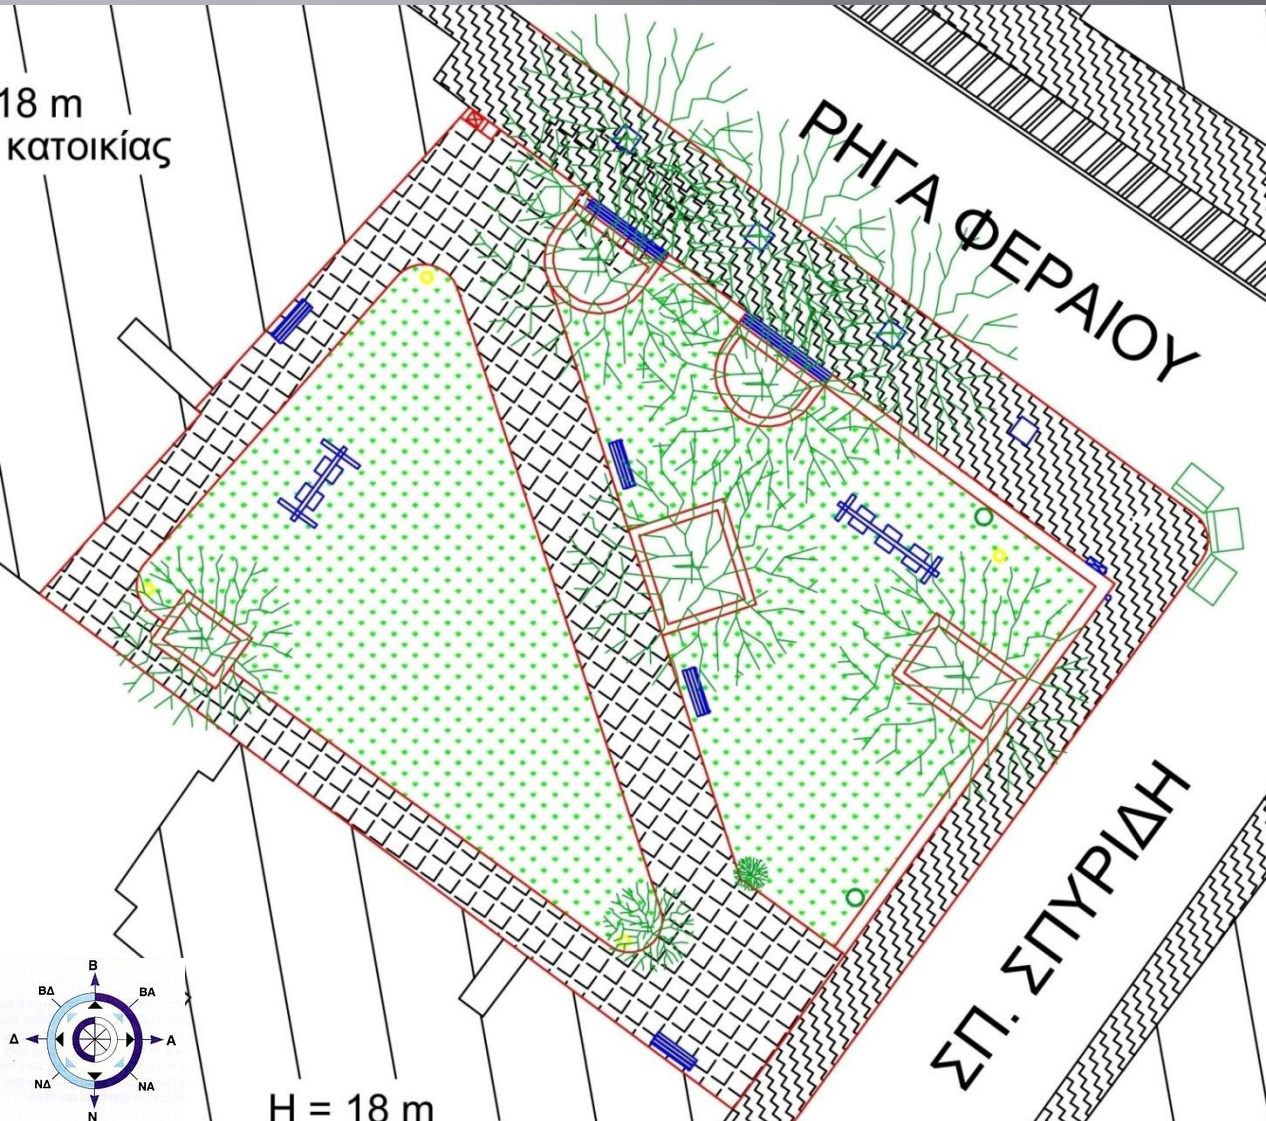 18 m
κατοικίας
ΡΗΓΑ ΦΕΡΑΙΟΥ
ΣΠ. ΣΠΥΡΙΔΗ
Β
ΒΔ
ΒΑ
Δ
Α
ΝΔ
ΝΑ
Ν
H = 18 m